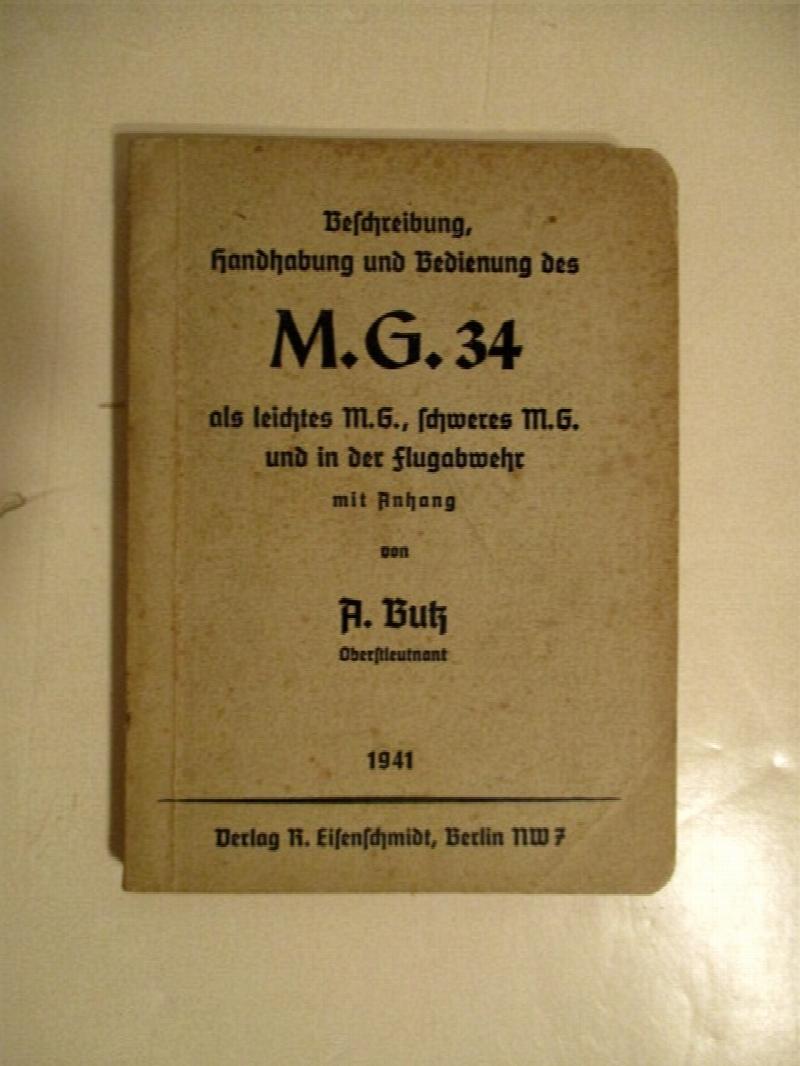 Beschreibung,
Handhabung und Bedienung des
M.G. 34
als leichtes M.G., schweres M.G.
und in der Flugabwehr
mit Anhang
von
A. Butz
Oberstleutnant
1941
Verlag R. Eisenschmidt, Berlin NW 7